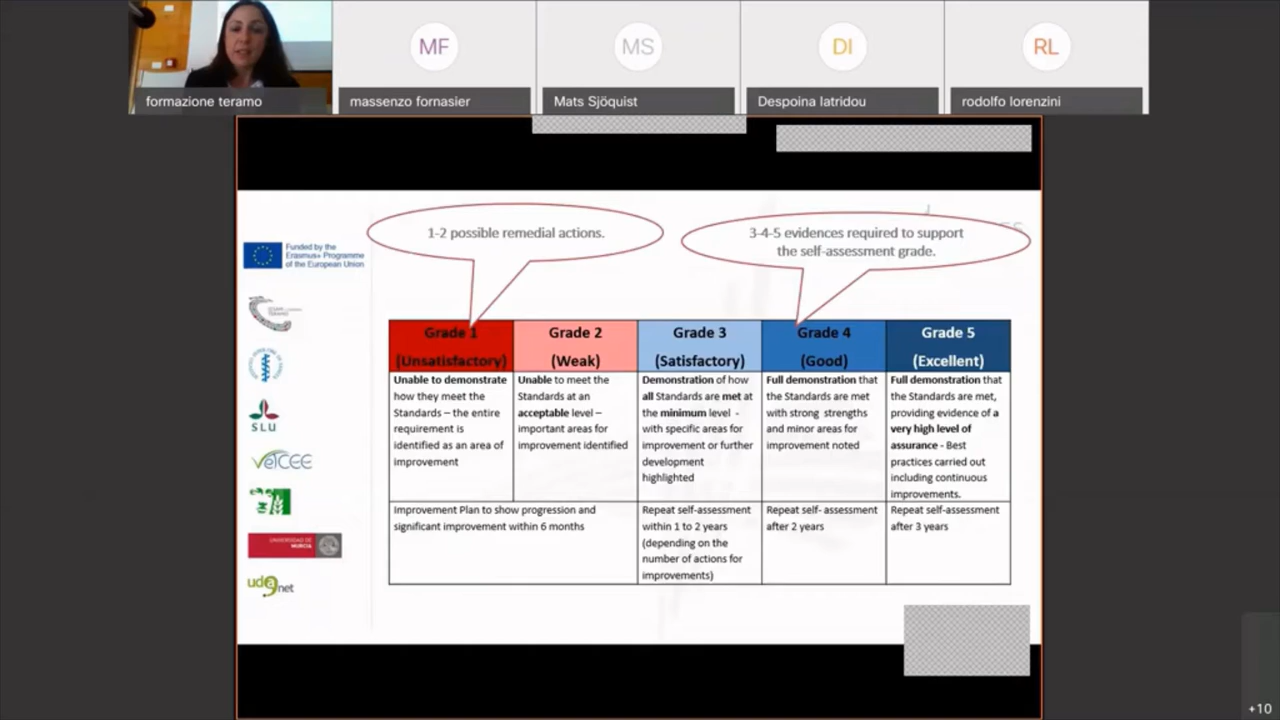 MF
MS
DI
RL
formazione teramo
massenzo fornasier
Mats Sjöquist
Despoina Iatridou
rodolfo lorenzini
1-2 possible remedial actions.
3-4-5 evidences required to support
the self-assessment grade.
Funded by the
Erasmus+ Programme
of the European Union
SLU
vetCEE
UNIVERSIDAD DE
MURCIA
udanet
Grade 1
(Unsatisfactory)
Grade 2
(Weak)
Grade 3
(Satisfactory)
Grade 4
(Good)
Grade 5
(Excellent)
Unable to demonstrate
how they meet the
Standards – the entire
requirement is
identified as an area of
improvement
Unable to meet the
Standards at an
acceptable level –
important areas for
improvement identified
Demonstration of how
all Standards are met at
the minimum level -
with specific areas for
improvement or further
development
highlighted
Full demonstration that
the Standards are met
with strong strengths
and minor areas for
improvement noted
Full demonstration that
the Standards are met,
providing evidence of a
very high level of
assurance - Best
practices carried out
including continuous
improvements.
Improvement Plan to show progression and
significant improvement within 6 months
Repeat self-assessment
within 1 to 2 years
(depending on the
number of actions for
improvements)
Repeat self- assessment
after 2 years
Repeat self-assessment
after 3 years
+10